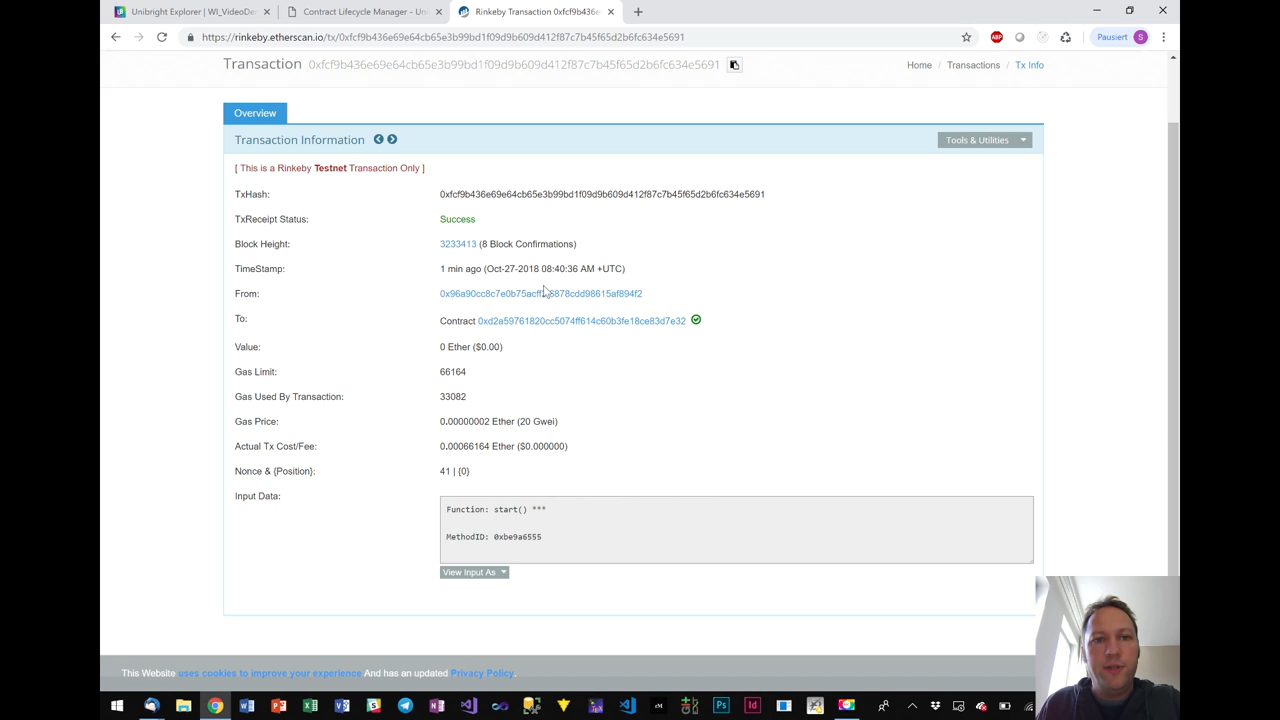 Unibright Explorer | WI_VideoDe
Contract Lifecycle Manager - Un
Rinkeby Transaction 0xfcf9b436e
https://rinkeby.etherscan.io/tx/0xfcf9b436e69e64cb65e3b99bd1f09d9b609d412f87c7b45f65d2b6fc634e5691
ABP
Pausiert S
Transaction 0xfcf9b436e69e64cb65e3b99bd1f09d9b609d412f87c7b45f65d2b6fc634e5691
Home / Transactions / Tx Info
Overview
Transaction Information
Tools & Utilities
[ This is a Rinkeby Testnet Transaction Only ]
TxHash: 0xfcf9b436e69e64cb65e3b99bd1f09d9b609d412f87c7b45f65d2b6fc634e5691
TxReceipt Status: Success
Block Height: 3233413 (8 Block Confirmations)
TimeStamp: 1 min ago (Oct-27-2018 08:40:36 AM +UTC)
From:
To: Contract 0xd2a59761820cc5074ff614c60b3fe18ce83d7e32
Value: 0 Ether ($0.00)
Gas Limit: 66164
Gas Used By Transaction: 33082
Gas Price: 0.00000002 Ether (20 Gwei)
Actual Tx Cost/Fee: 0.00066164 Ether ($0.000000)
Nonce & {Position}: 41 | {0}
Input Data:
Function: start() ***
MethodID: 0xbe9a6555
View Input As
This Website uses cookies to improve your experience And has an updated Privacy Policy.